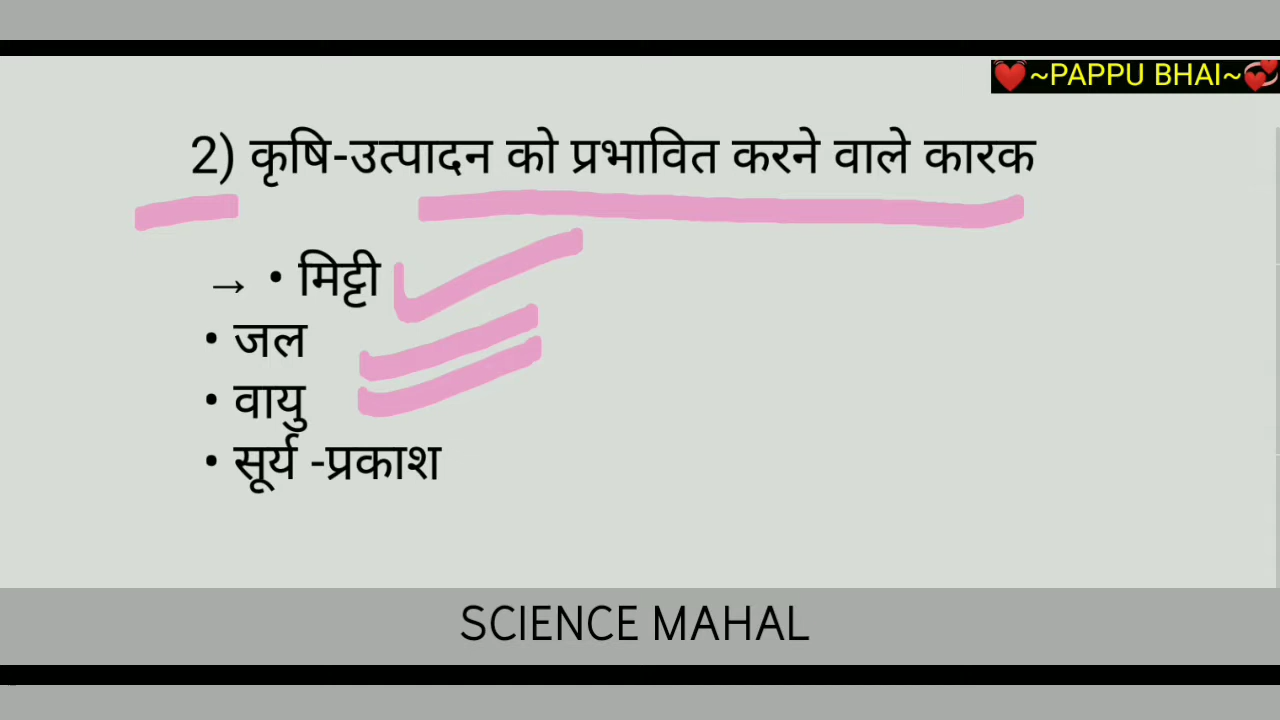 ❤️~PAPPU BHAI~💞
2) कृषि-उत्पादन को प्रभावित करने वाले कारक
→ • मिट्टी
• जल
• वायु
• सूर्य -प्रकाश
SCIENCE MAHAL